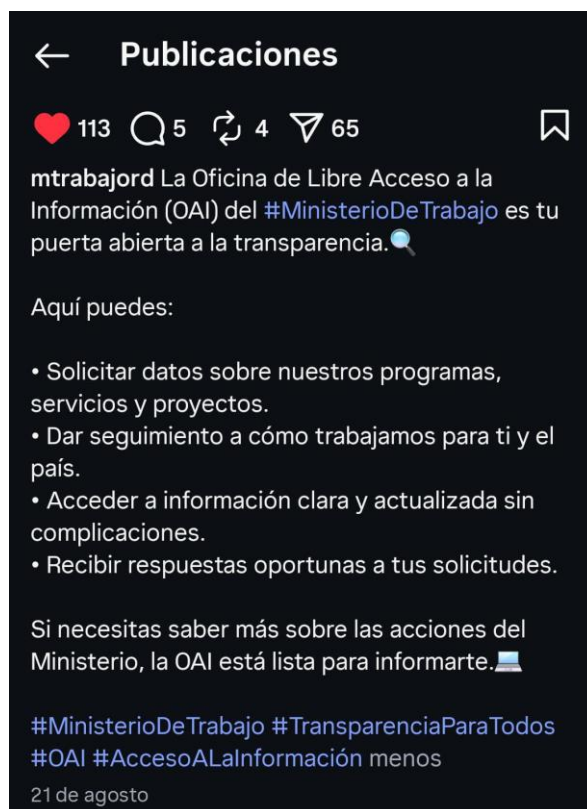 Publicaciones
113 5 4 65
mtrabajord La Oficina de Libre Acceso a la
Información (OAI) del #MinisterioDeTrabajo es tu
puerta abierta a la transparencia.🔍
Aquí puedes:
• Solicitar datos sobre nuestros programas,
servicios y proyectos.
• Dar seguimiento a cómo trabajamos para ti y el
país.
• Acceder a información clara y actualizada sin
complicaciones.
• Recibir respuestas oportunas a tus solicitudes.
Si necesitas saber más sobre las acciones del
Ministerio, la OAI está lista para informarte.💻
#MinisterioDeTrabajo #TransparenciaParaTodos
#OAI #AccesoALaInformación menos
21 de agosto